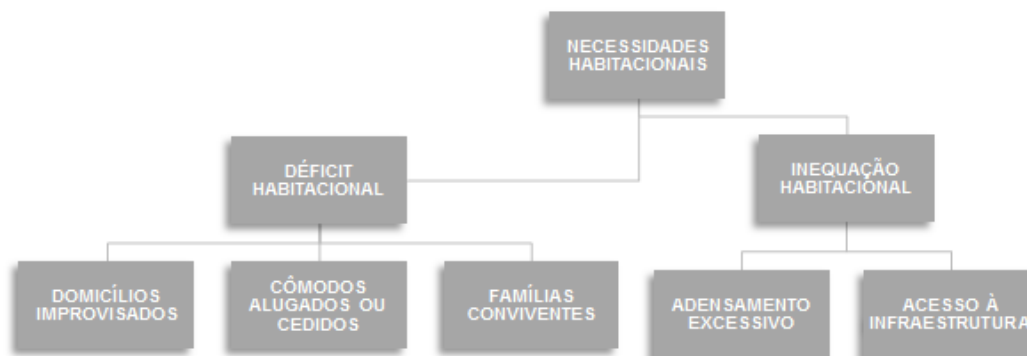 NECESSIDADES
HABITACIONAIS
DÉFICIT
HABITACIONAL
INEQUAÇÃO
HABITACIONAL
DOMICÍLIOS
IMPROVISADOS
CÔMODOS
ALUGADOS OU
CEDIDOS
FAMÍLIAS
CONVIVENTES
ADENSAMENTO
EXCESSIVO
ACESSO À
INFRAESTRUTURA